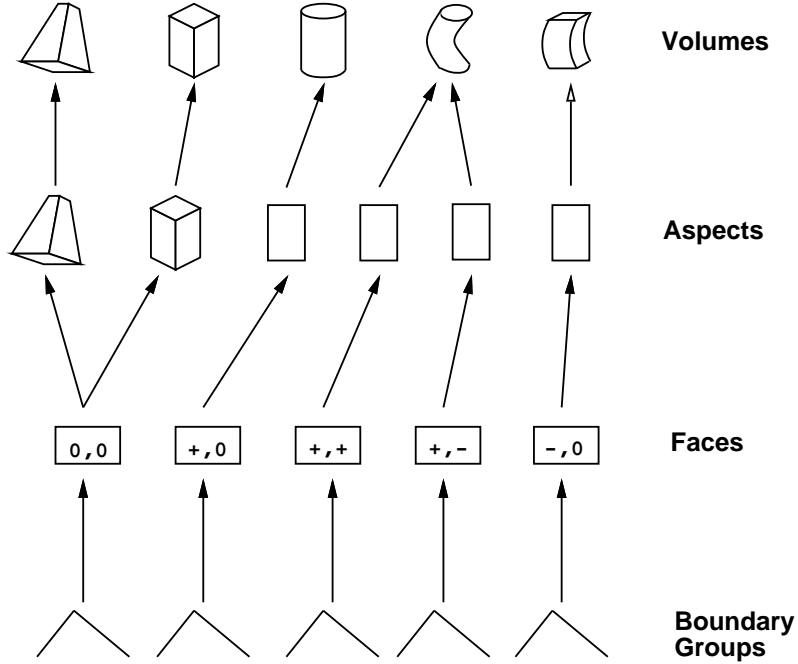 Volumes
Aspects
0,0 +,0 +,+ +,- -,0 Faces
Boundary
Groups